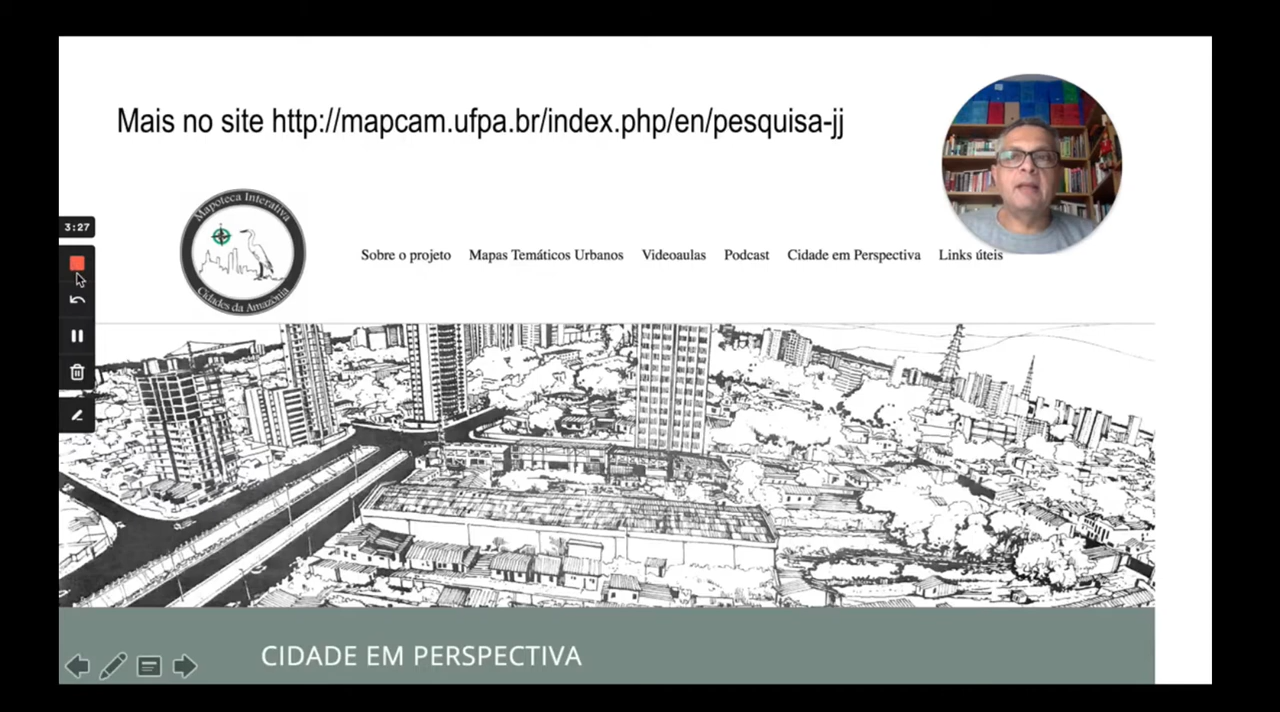 Mais no site http://mapcam.ufpa.br/index.php/en/pesquisa-jj
Mapoteca Interativa
Cidades da Amazônia
3:27
Sobre o projeto Mapas Temáticos Urbanos Videoaulas Podcast Cidade em Perspectiva Links úteis
CIDADE EM PERSPECTIVA